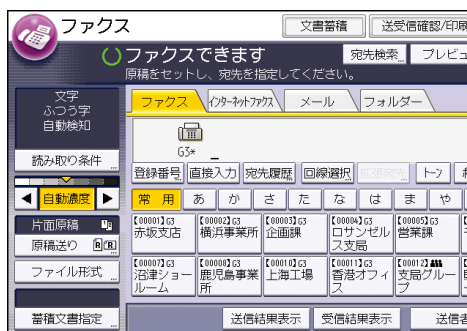 ファクス
文書蓄積
送受信確認/印刷
ファクスできます
宛先検索
プレビュ
原稿をセットし、宛先を指定してください。
文字
ふつう字
自動検知
読み取り条件
自動濃度
片面原稿
原稿送り
ファイル形式
蓄積文書指定
ファクス
インターネットファクス
メール
フォルダー
G3*
_
登録番号
直接入力
宛先履歴
回線選択
拡張宛先
トーン
常用
あ
か
さ
た
な
は
ま
や
【00001】G3
赤坂支店
【00002】G3
横浜事業所
【00003】G3
企画課
【00004】G3
ロサンゼル
ス支局
【00005】G3
営業課
【00007】G3
沼津ショー
ルーム
【00008】G3
鹿児島事業
所
【00010】G3
上海工場
【00011】G3
香港オフィ
ス
【00012】
支局グルー
プ
送信結果表示
受信結果表示
送信者